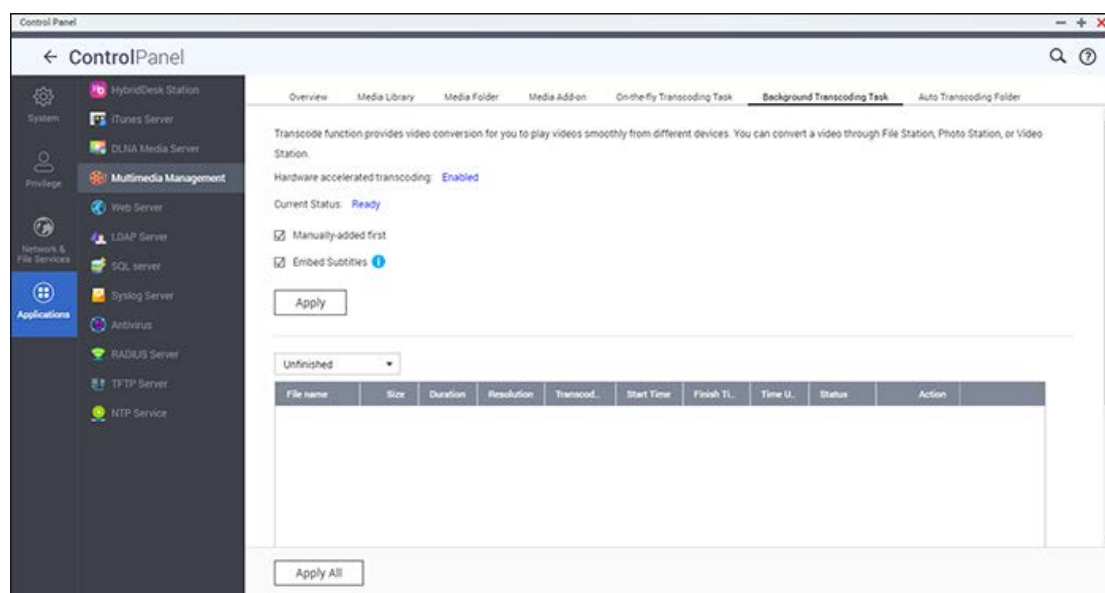 Control Panel
ControlPanel
System
Privilege
Network &
File Services
Applications
HybridDesk Station
iTunes Server
DLNA Media Server
Multimedia Management
Web Server
LDAP Server
SQL server
Syslog Server
Antivirus
RADIUS Server
TFTP Server
NTP Service
Overview Media Library Media Folder Media Add-on On-the-fly Transcoding Task Background Transcoding Task Auto Transcoding Folder
Transcode function provides video conversion for you to play videos smoothly from different devices. You can convert a video through File Station, Photo Station, or Video
Station.
Hardware accelerated transcoding: Enabled
Current Status: Ready
Manually-added first
Embed Subtitles
Apply
Unfinished
File name Size Duration Resolution Transcod... Start Time Finish Ti... Time U... Status Action
Apply All